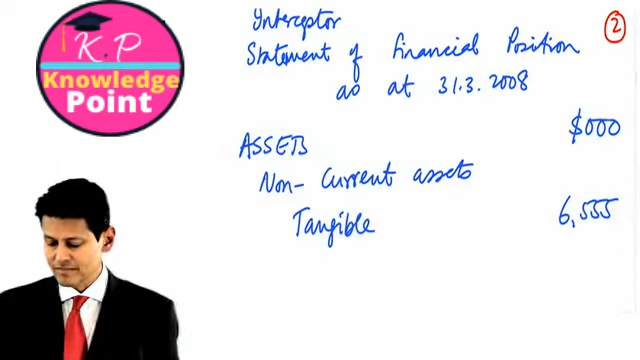 K.P
Knowledge
Point
Interceptor
Statement of Financial Position
as at 31.3.2008
2
$000
ASSETS
Non-Current assets
Tangible 6,555